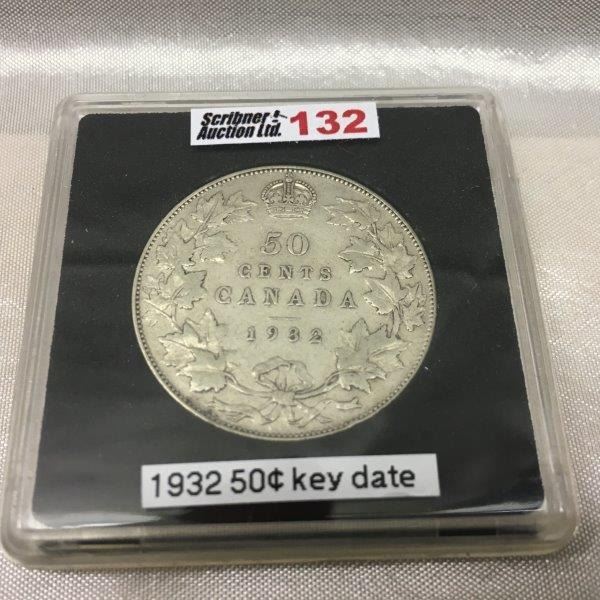 Scribner
Auction Ltd.
132
50
CENTS
CANADA
1932
1932 50¢ key date